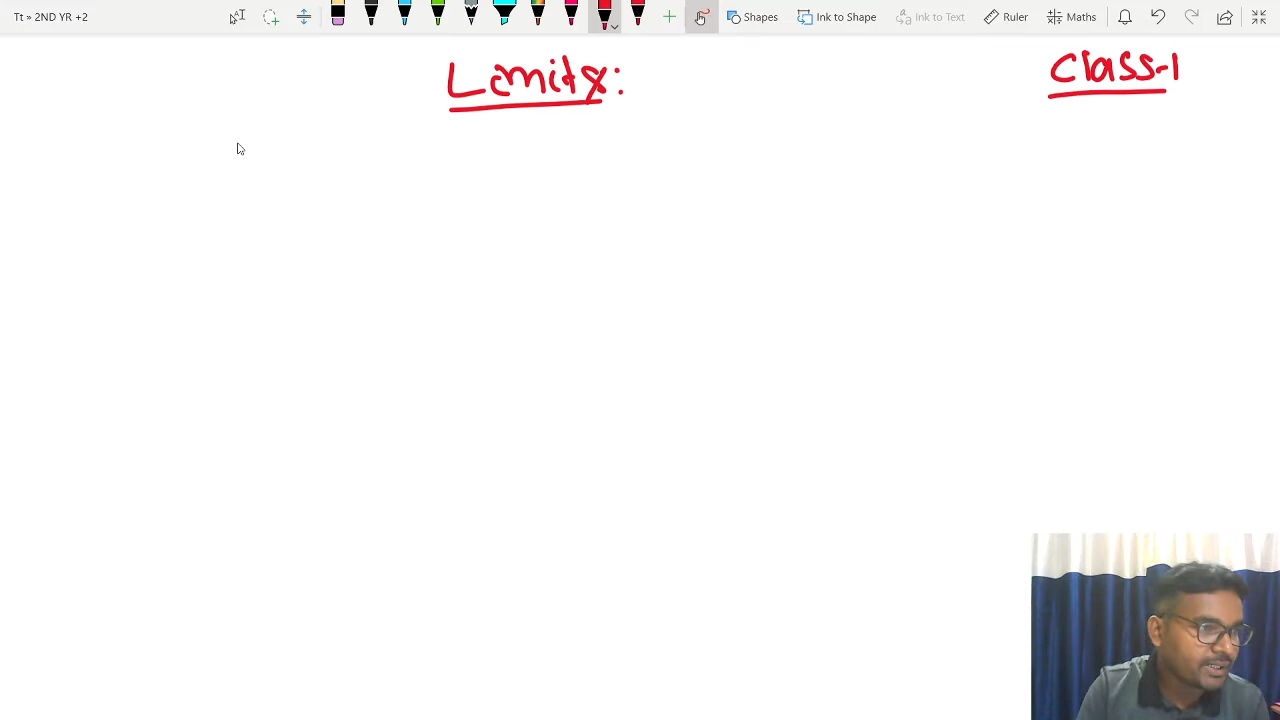 Tt » 2ND YR +2 Shapes Ink to Shape Ink to Text Ruler Maths
Limits: Class-1